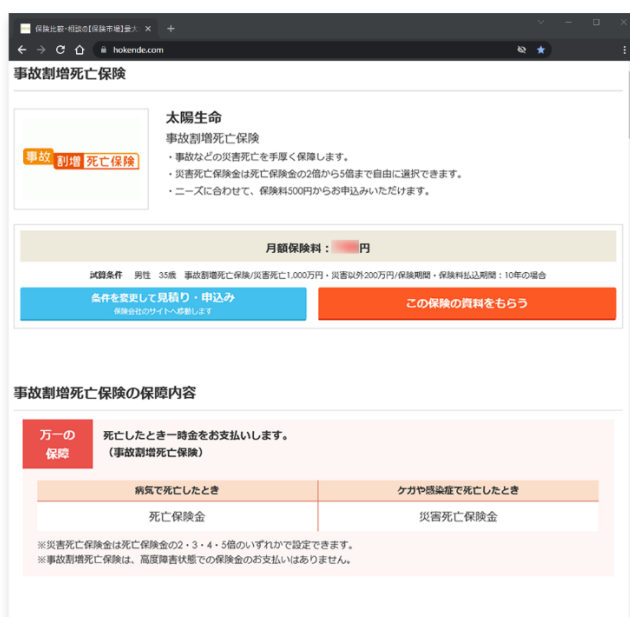 保険比較・相談の【保険市場】最大
hokende.com
事故割増死亡保険
事故 割増 死亡保険
太陽生命
事故割増死亡保険
・事故などの災害死亡を手厚く保障します。
・災害死亡保険金は死亡保険金の2倍から5倍まで自由に選択できます。
・ニーズに合わせて、保険料500円からお申込みいただけます。
月額保険料： 円
試算条件 男性 35歳 事故割増死亡保険/災害死亡1,000万円・災害以外200万円/保険期間・保険料払込期間：10年の場合
条件を変更して見積り・申込み
保険会社のサイトへ移動します
この保険の資料をもらう
事故割増死亡保険の保障内容
万一の
保障
死亡したとき一時金をお支払いします。
（事故割増死亡保険）
病気で死亡したとき ケガや感染症で死亡したとき
死亡保険金 災害死亡保険金
※災害死亡保険金は死亡保険金の2・3・4・5倍のいずれかで設定できます。
※事故割増死亡保険は、高度障害状態での保険金のお支払いはありません。